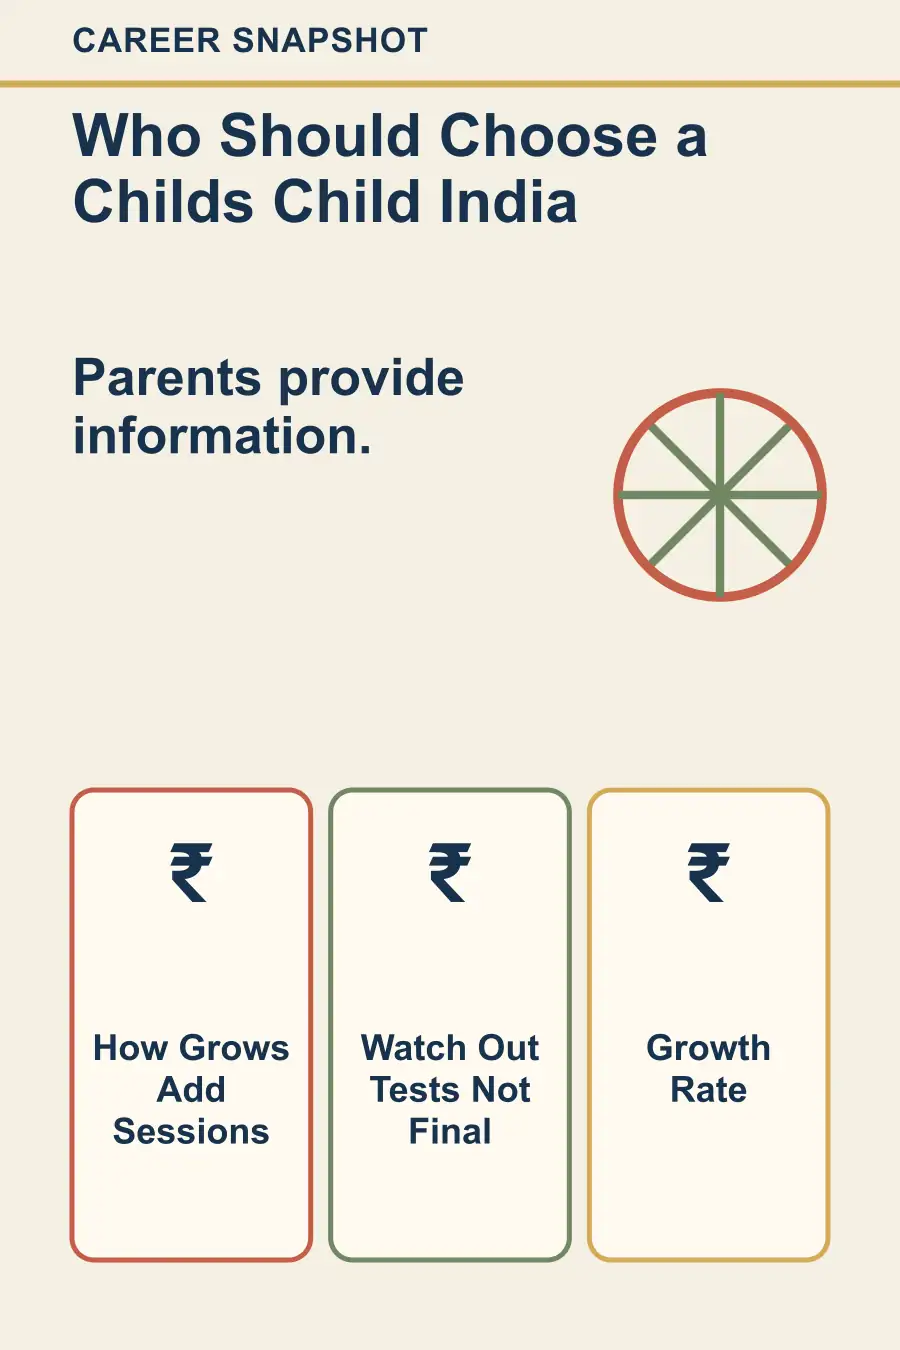 CAREER SNAPSHOT
Who Should Choose a
Childs Child India
Parents provide
information.
₹
How Grows
Add
Sessions
₹
Watch Out
Tests Not
Final
₹
Growth
Rate